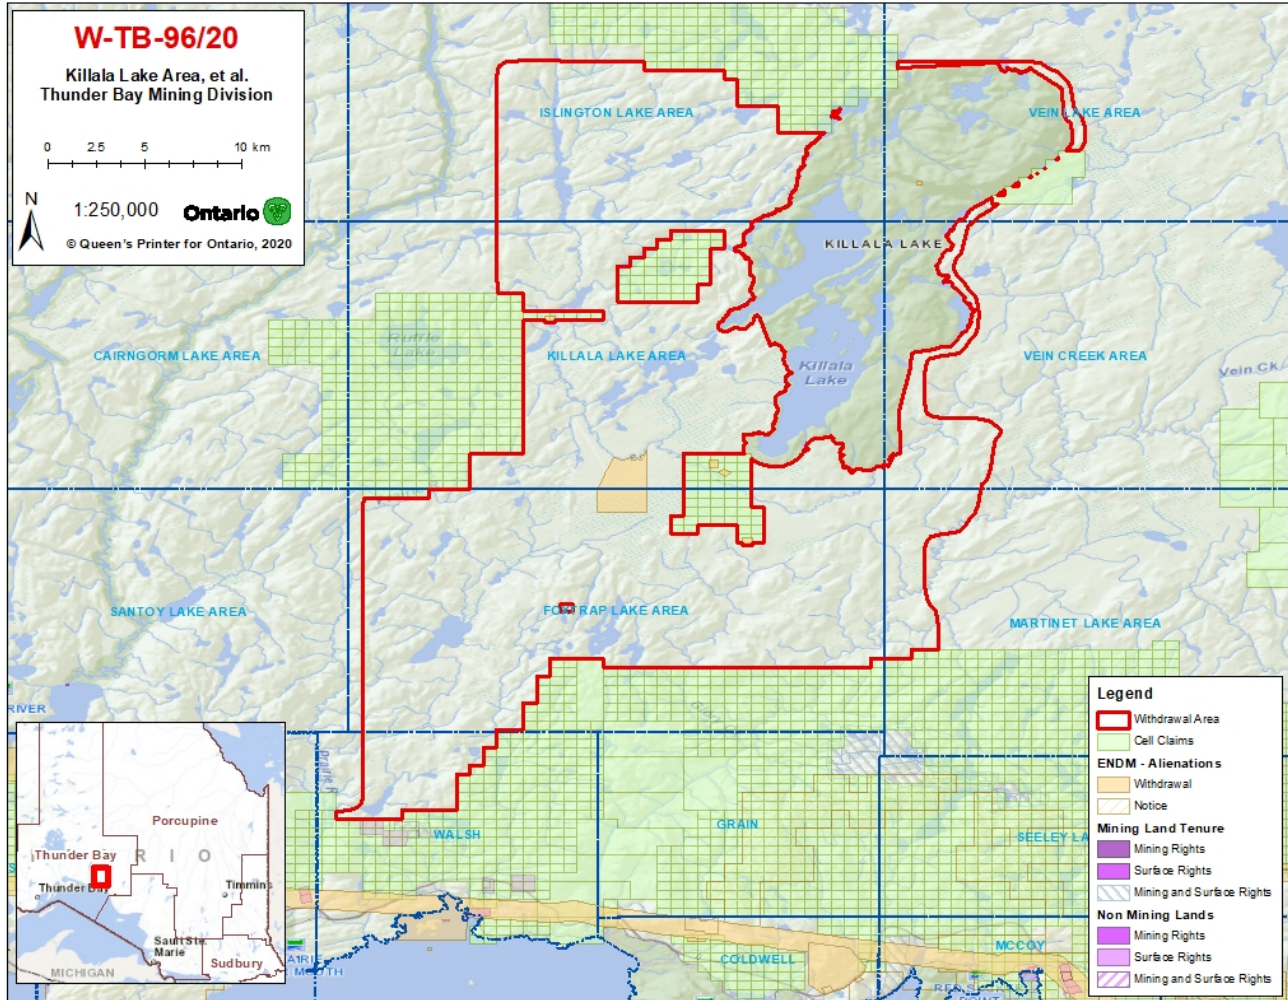 W-TB-96/20
Killala Lake Area, et al.
Thunder Bay Mining Division
0 2.5 5 10 km
N
1:250,000
Ontario
© Queen's Printer for Ontario, 2020
ISLINGTON LAKE AREA
VEIN LAKE AREA
KILLALA LAKE
Ruffle
Lake
CAIRNGORM LAKE AREA
KILLALA LAKE AREA
Killala
Lake
VEIN CREEK AREA
Vein CK
SANTOY LAKE AREA
FOXTRAP LAKE AREA
MARTINET LAKE AREA
RIVER
Prairie R
WALSH
GRAIN
SEELEY LA
COLDWELL
MCCOY
Porcupine
Thunder Bay
R I O
Thunder Bay
Timmins
Sault Ste.
Marie
Sudbury
MICHIGAN
Legend
Withdrawal Area
Cell Claims
ENDM - Alienations
Withdrawal
Notice
Mining Land Tenure
Mining Rights
Surface Rights
Mining and Surface Rights
Non Mining Lands
Mining Rights
Surface Rights
Mining and Surface Rights